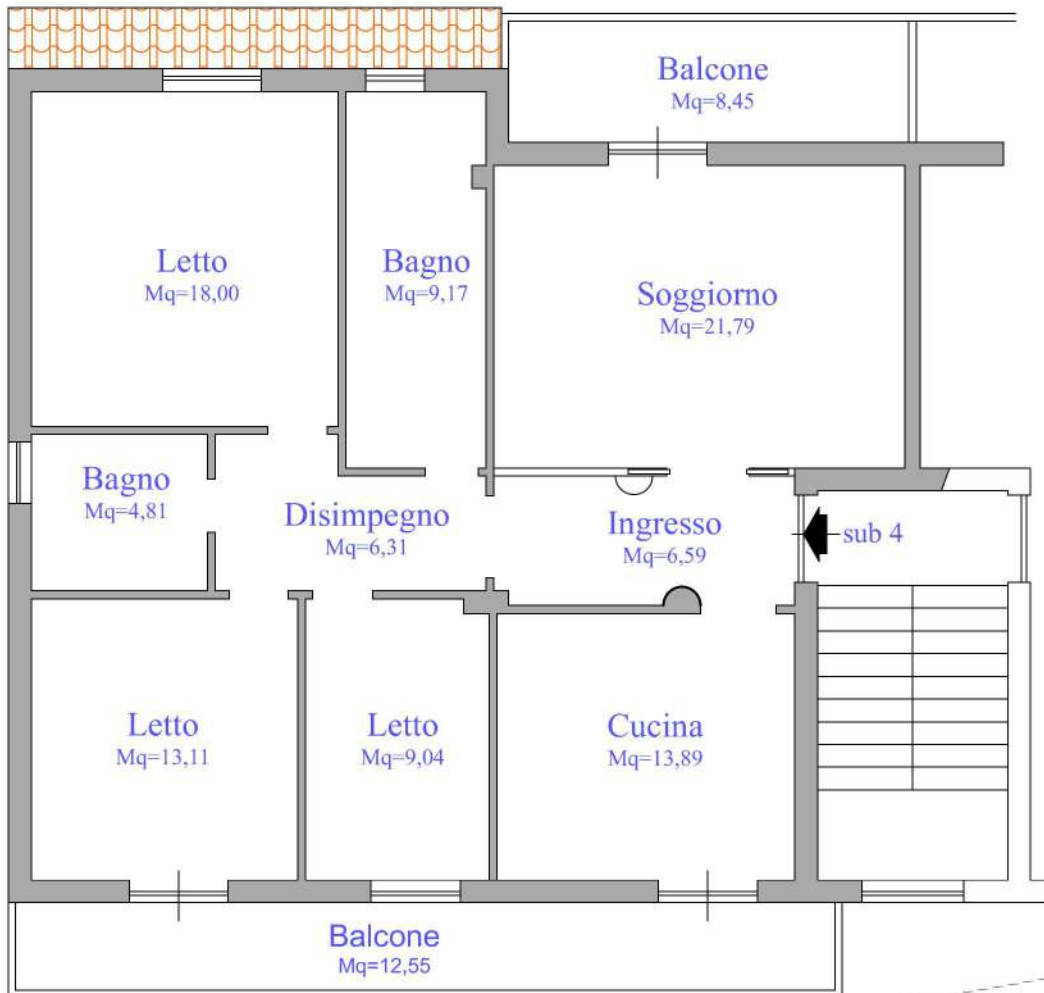 Balcone
Mq=8,45
Letto
Mq=18,00
Bagno
Mq=9,17
Soggiorno
Mq=21,79
Bagno
Mq=4,81
Disimpegno
Mq=6,31
Ingresso
Mq=6,59
sub 4
Letto
Mq=13,11
Letto
Mq=9,04
Cucina
Mq=13,89
Balcone
Mq=12,55